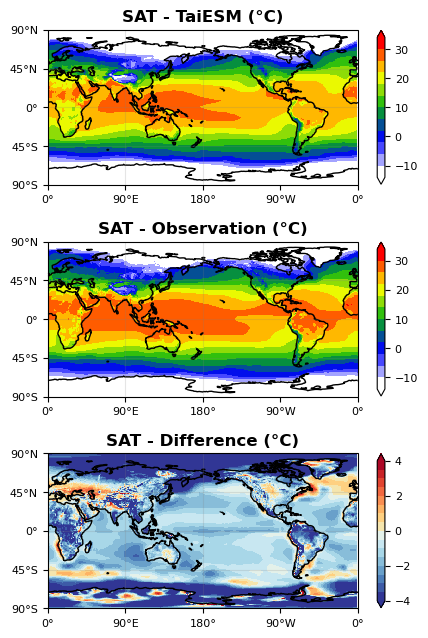 SAT - TaiESM (°C)
90°N
45°N
0°
45°S
90°S
0° 90°E 180° 90°W 0°
30
20
10
0
−10
SAT - Observation (°C)
90°N
45°N
0°
45°S
90°S
0° 90°E 180° 90°W 0°
30
20
10
0
−10
SAT - Difference (°C)
90°N
45°N
0°
45°S
90°S
0° 90°E 180° 90°W 0°
4
2
0
−2
−4